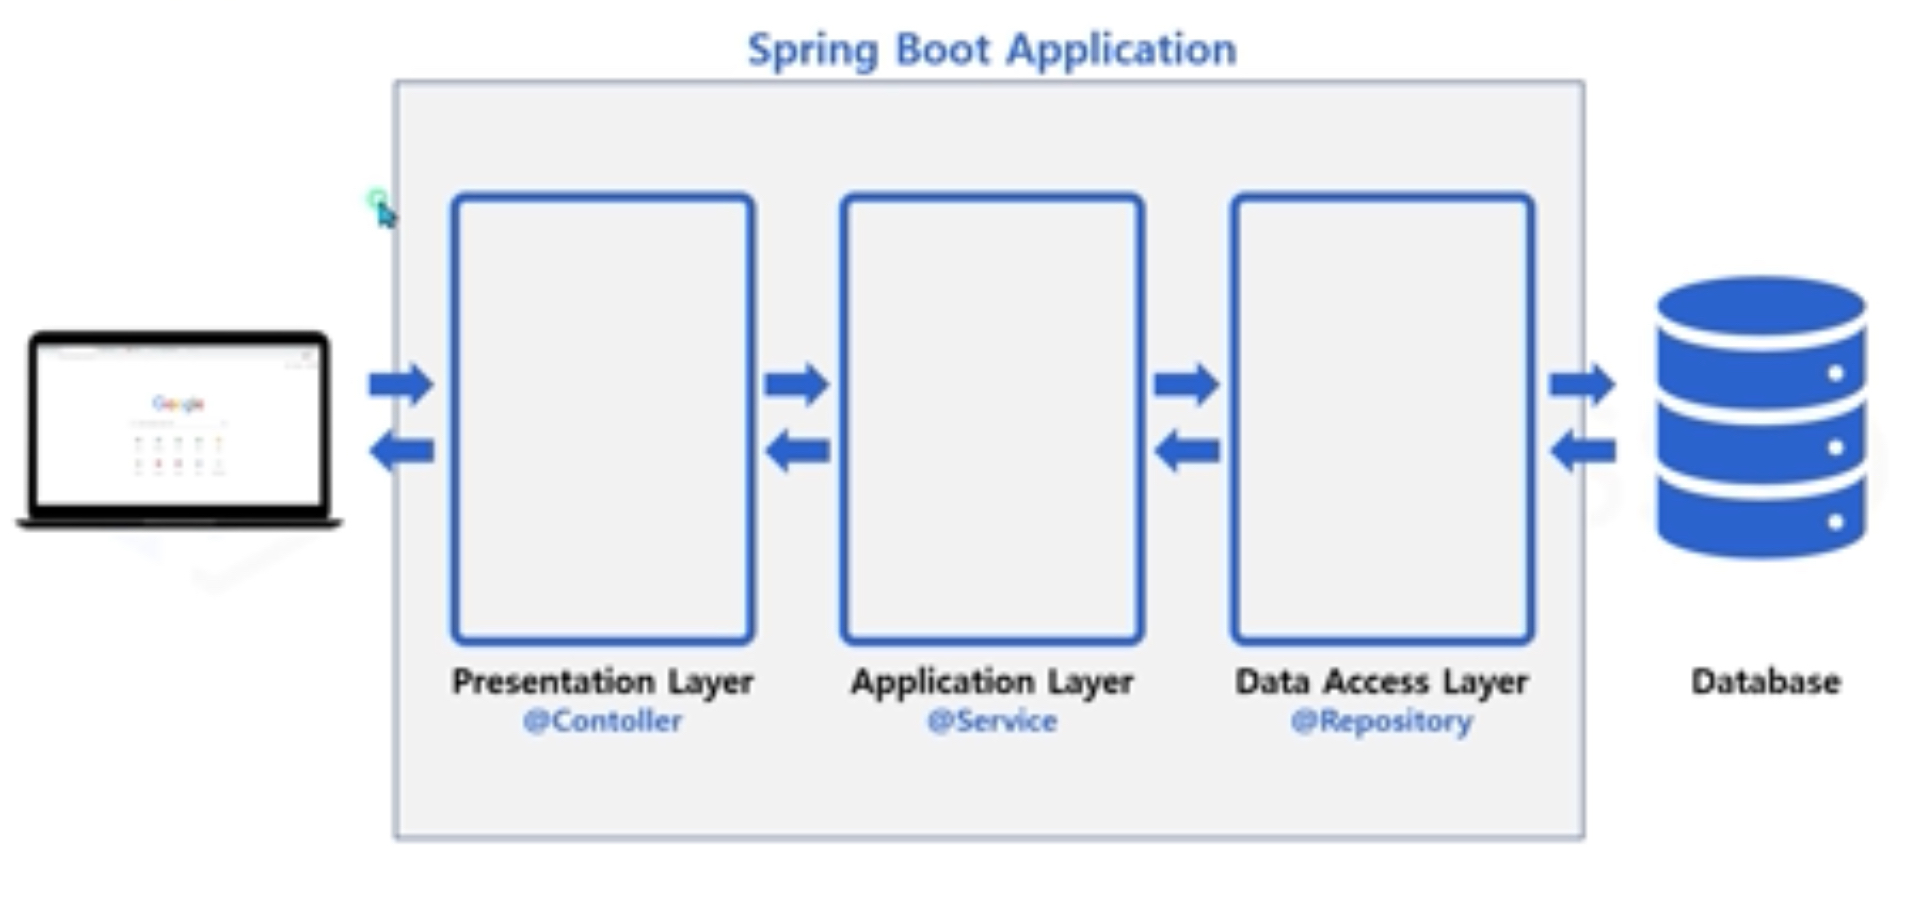 Spring Boot Application
Google
Presentation Layer
@Contoller
Application Layer
@Service
Data Access Layer
@Repository
Database